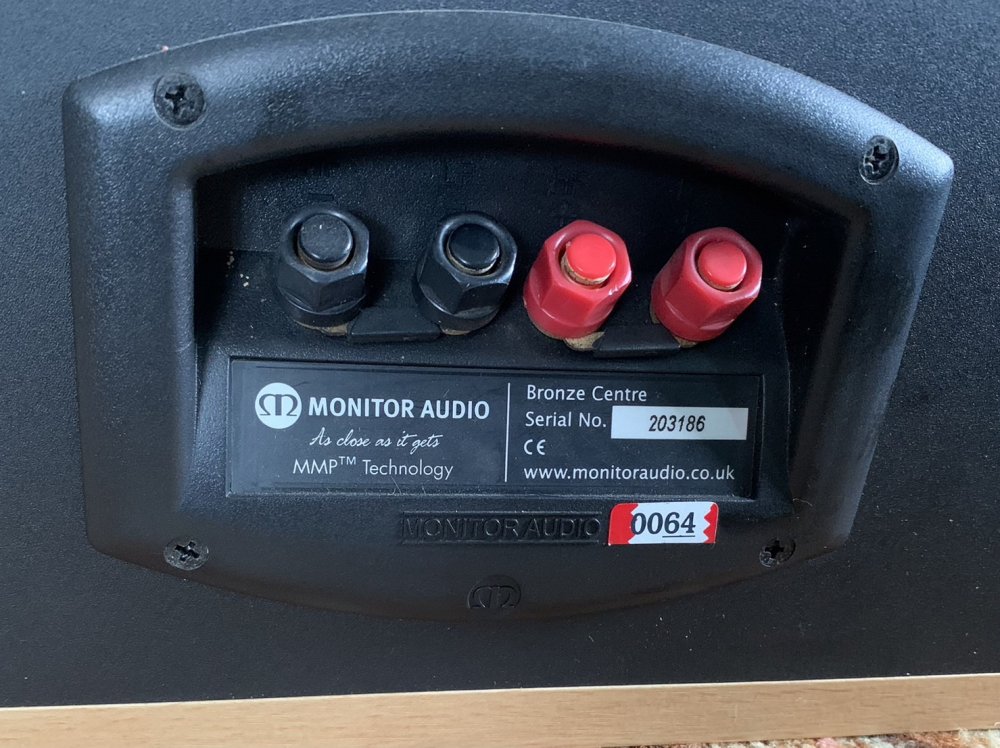 MONITOR AUDIO
As close as it gets
MMP™ Technology
Bronze Centre
Serial No. 203186
CE
www.monitoraudio.co.uk
MONITOR AUDIO
0064